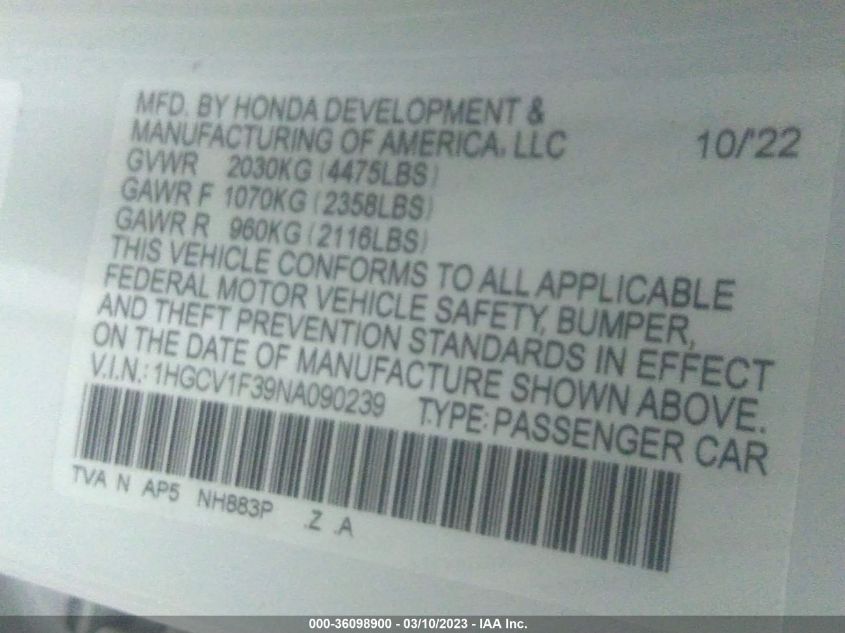 MFD. BY HONDA DEVELOPMENT &
MANUFACTURING OF AMERICA, LLC 10/'22
GVWR 2030KG (4475LBS)
GAWR F 1070KG (2358LBS)
GAWR R 960KG (2116LBS)
THIS VEHICLE CONFORMS TO ALL APPLICABLE
FEDERAL MOTOR VEHICLE SAFETY, BUMPER,
AND THEFT PREVENTION STANDARDS IN EFFECT
ON THE DATE OF MANUFACTURE SHOWN ABOVE.
V.I.N.: 1HGCV1F39NA090239 TYPE: PASSENGER CAR
TVA N AP5 NH883P .Z .A
000-36098900 - 03/10/2023 - IAA Inc.